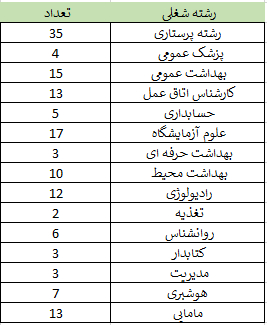 رشته شغلی	تعداد
رشته پرستاری	35
پزشک عمومی	4
بهداشت عمومی	15
کارشناس اتاق عمل	13
حسابداری	5
علوم آزمایشگاه	17
بهداشت حرفه ای	3
بهداشت محیط	10
رادیولوژی	12
تغذیه	2
روانشناس	6
کتابدار	3
مدیریت	3
هوشبری	7
مامایی	13